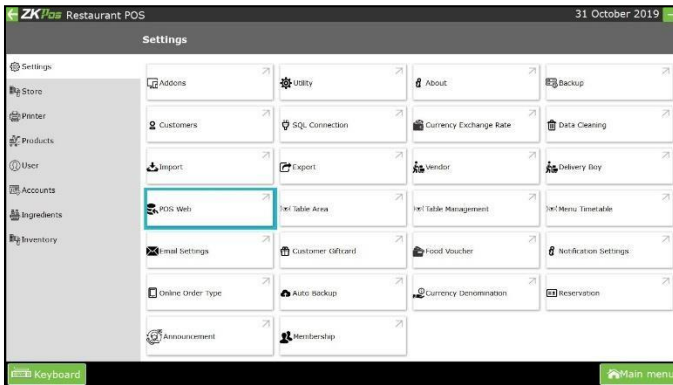 ZKPos Restaurant POS
31 October 2019
Settings
Settings
Store
Printer
Products
User
Accounts
Ingredients
Inventory
Addons
Utility
About
Backup
Customers
SQL Connection
Currency Exchange Rate
Data Cleaning
Import
Export
Vendor
Delivery Boy
POS Web
Table Area
Table Management
Menu Timetable
Email Settings
Customer Giftcard
Food Voucher
Notification Settings
Online Order Type
Auto Backup
Currency Denomination
Reservation
Announcement
Membership
Keyboard
Main menu